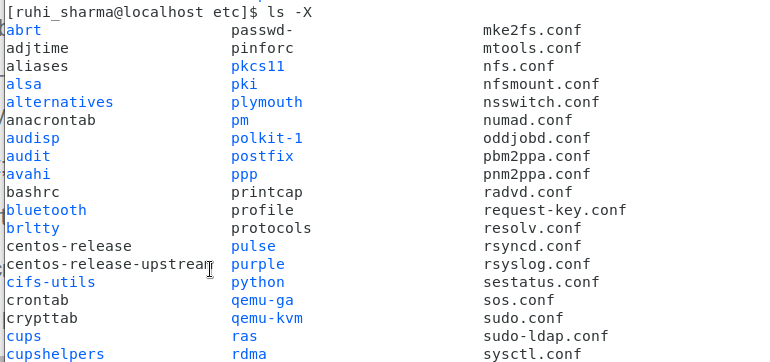 [ruhi_sharma@localhost etc]$ ls -X
abrt passwd- mke2fs.conf
adjtime pinforc mtools.conf
aliases pkcs11 nfs.conf
alsa pki nfsmount.conf
alternatives plymouth nsswitch.conf
anacrontab pm numad.conf
audisp polkit-1 oddjobd.conf
audit postfix pbm2ppa.conf
avahi ppp pnm2ppa.conf
bashrc printcap radvd.conf
bluetooth profile request-key.conf
brltty protocols resolv.conf
centos-release pulse rsyncd.conf
centos-release-upstream purple rsyslog.conf
cifs-utils python sestatus.conf
crontab qemu-ga sos.conf
crypttab qemu-kvm sudo.conf
cups ras sudo-ldap.conf
cupshelpers rdma sysctl.conf